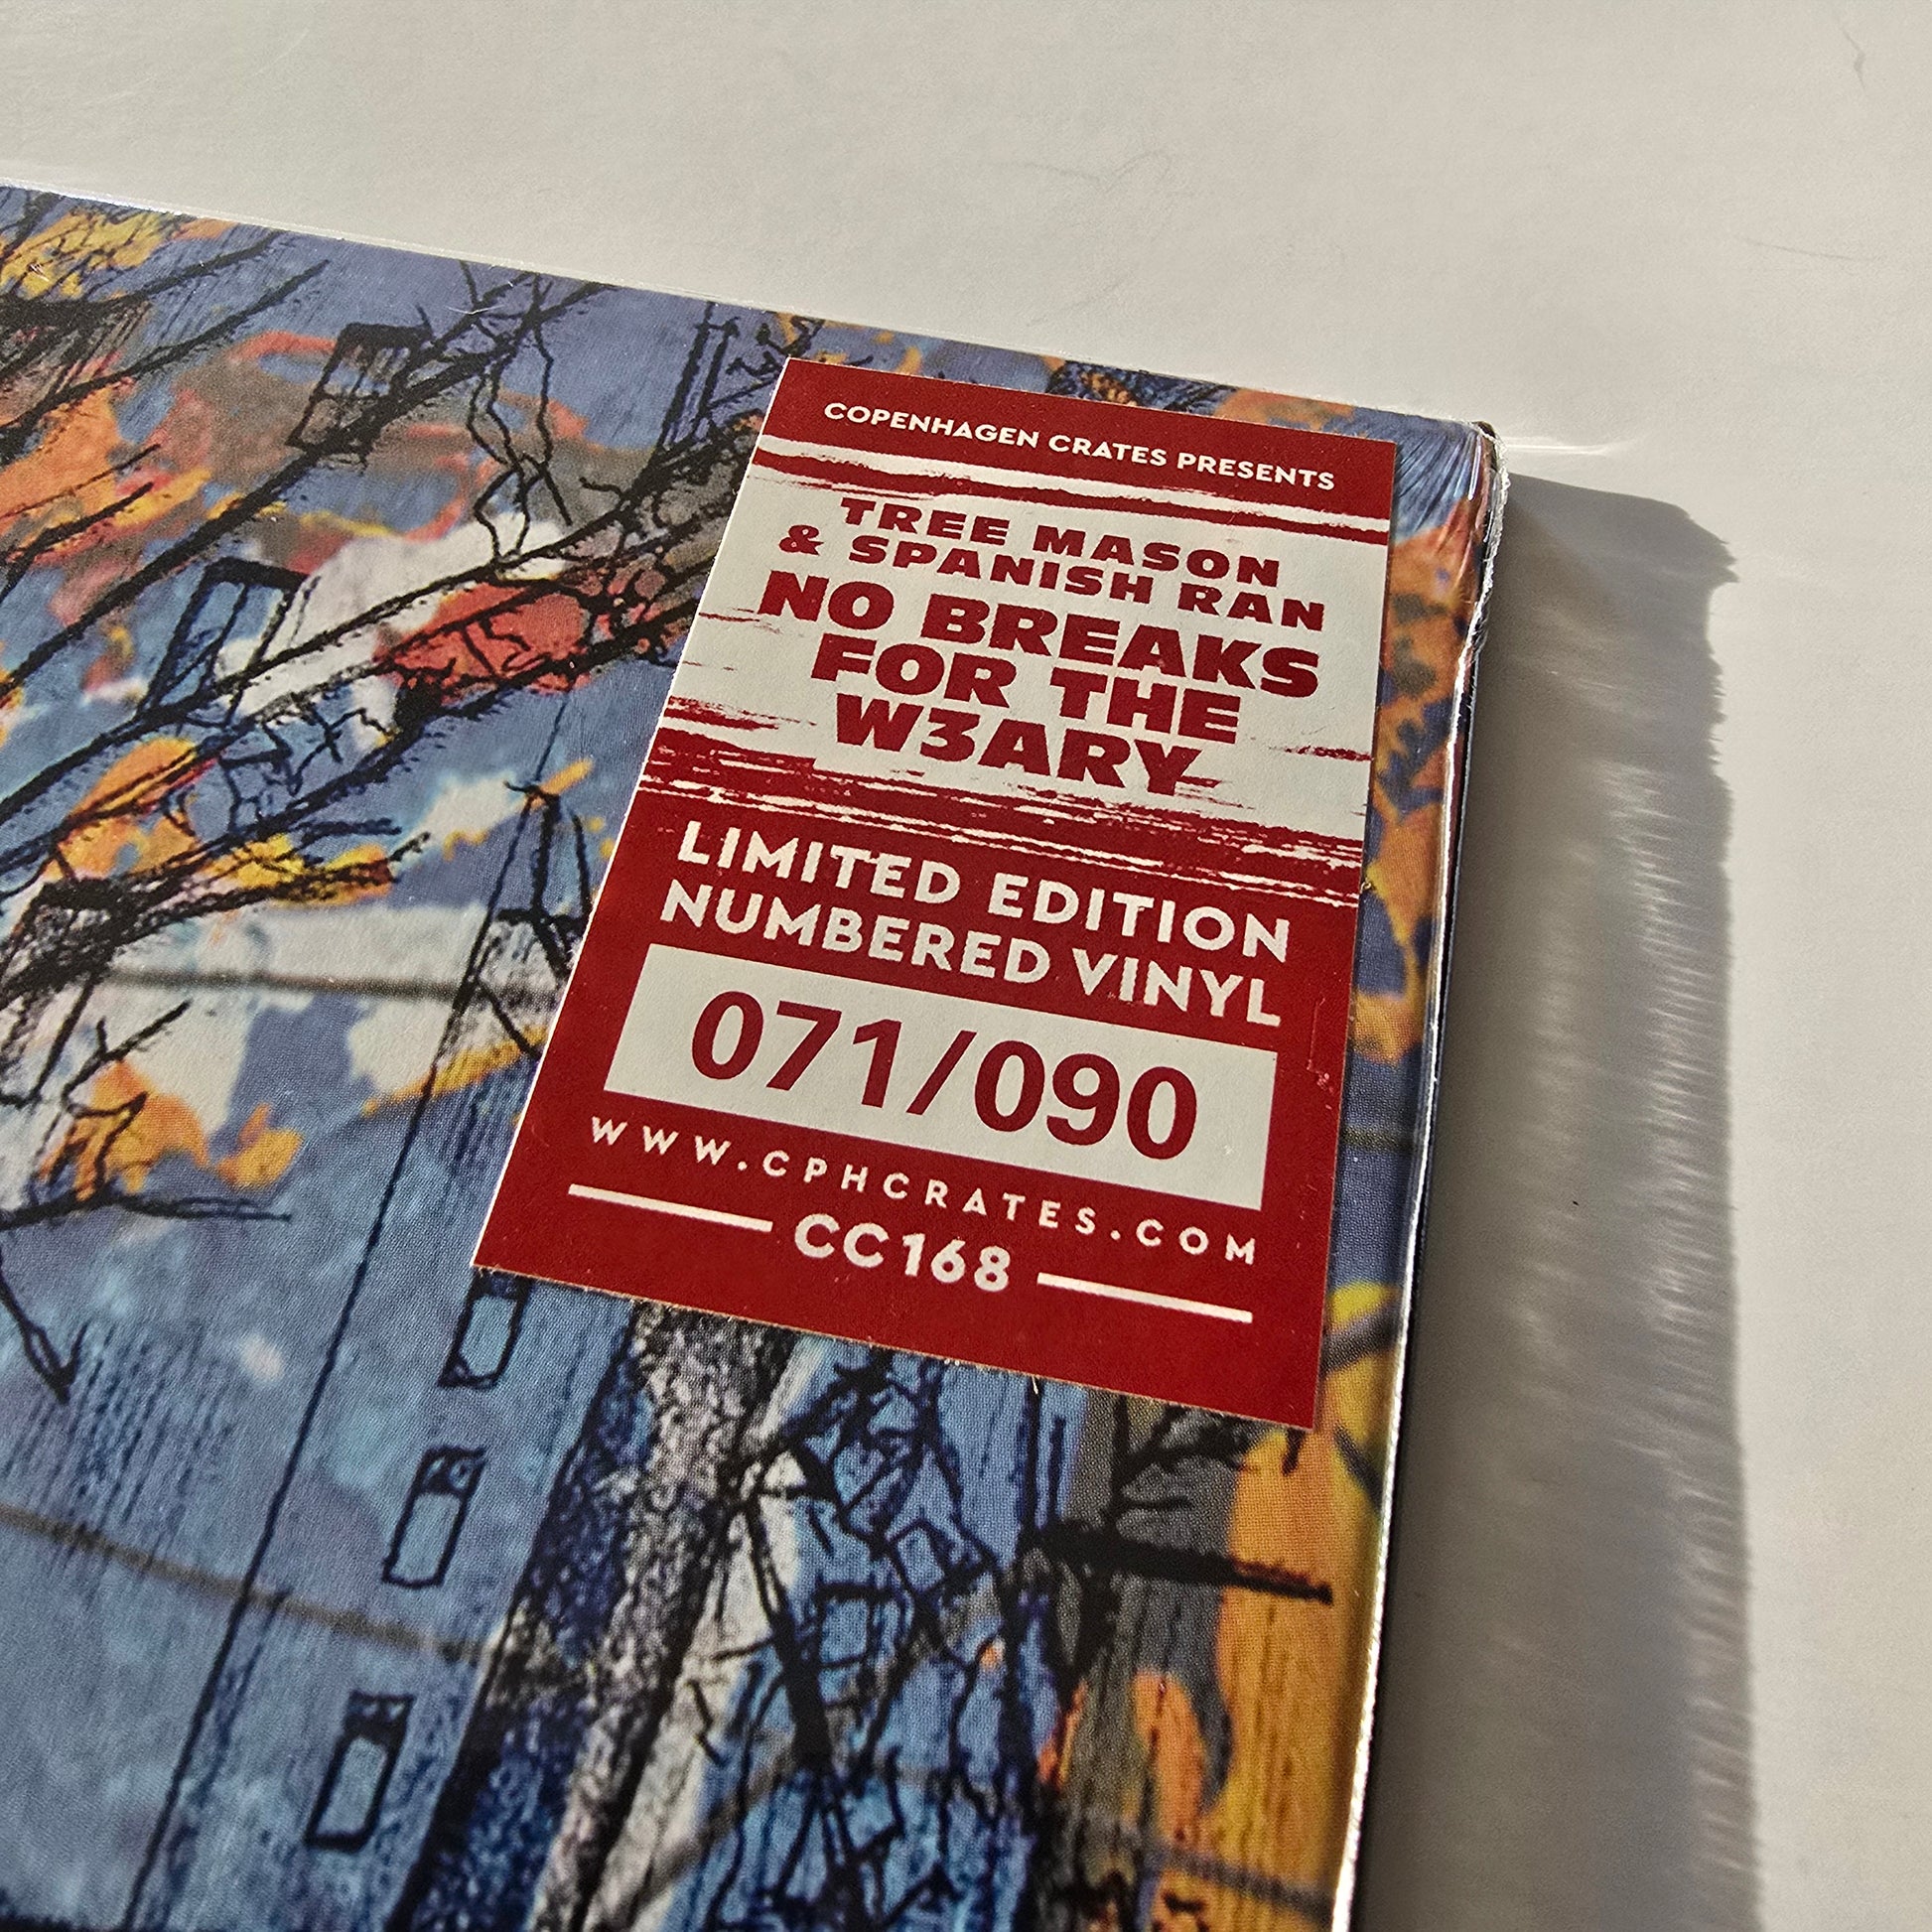 COPENHAGEN CRATES PRESENTS
TREE MASON
& SPANISH RAN
NO BREAKS
FOR THE
W3ARY
LIMITED EDITION
NUMBERED VINYL
071/090
WWW.CPHCRATES.COM
CC168